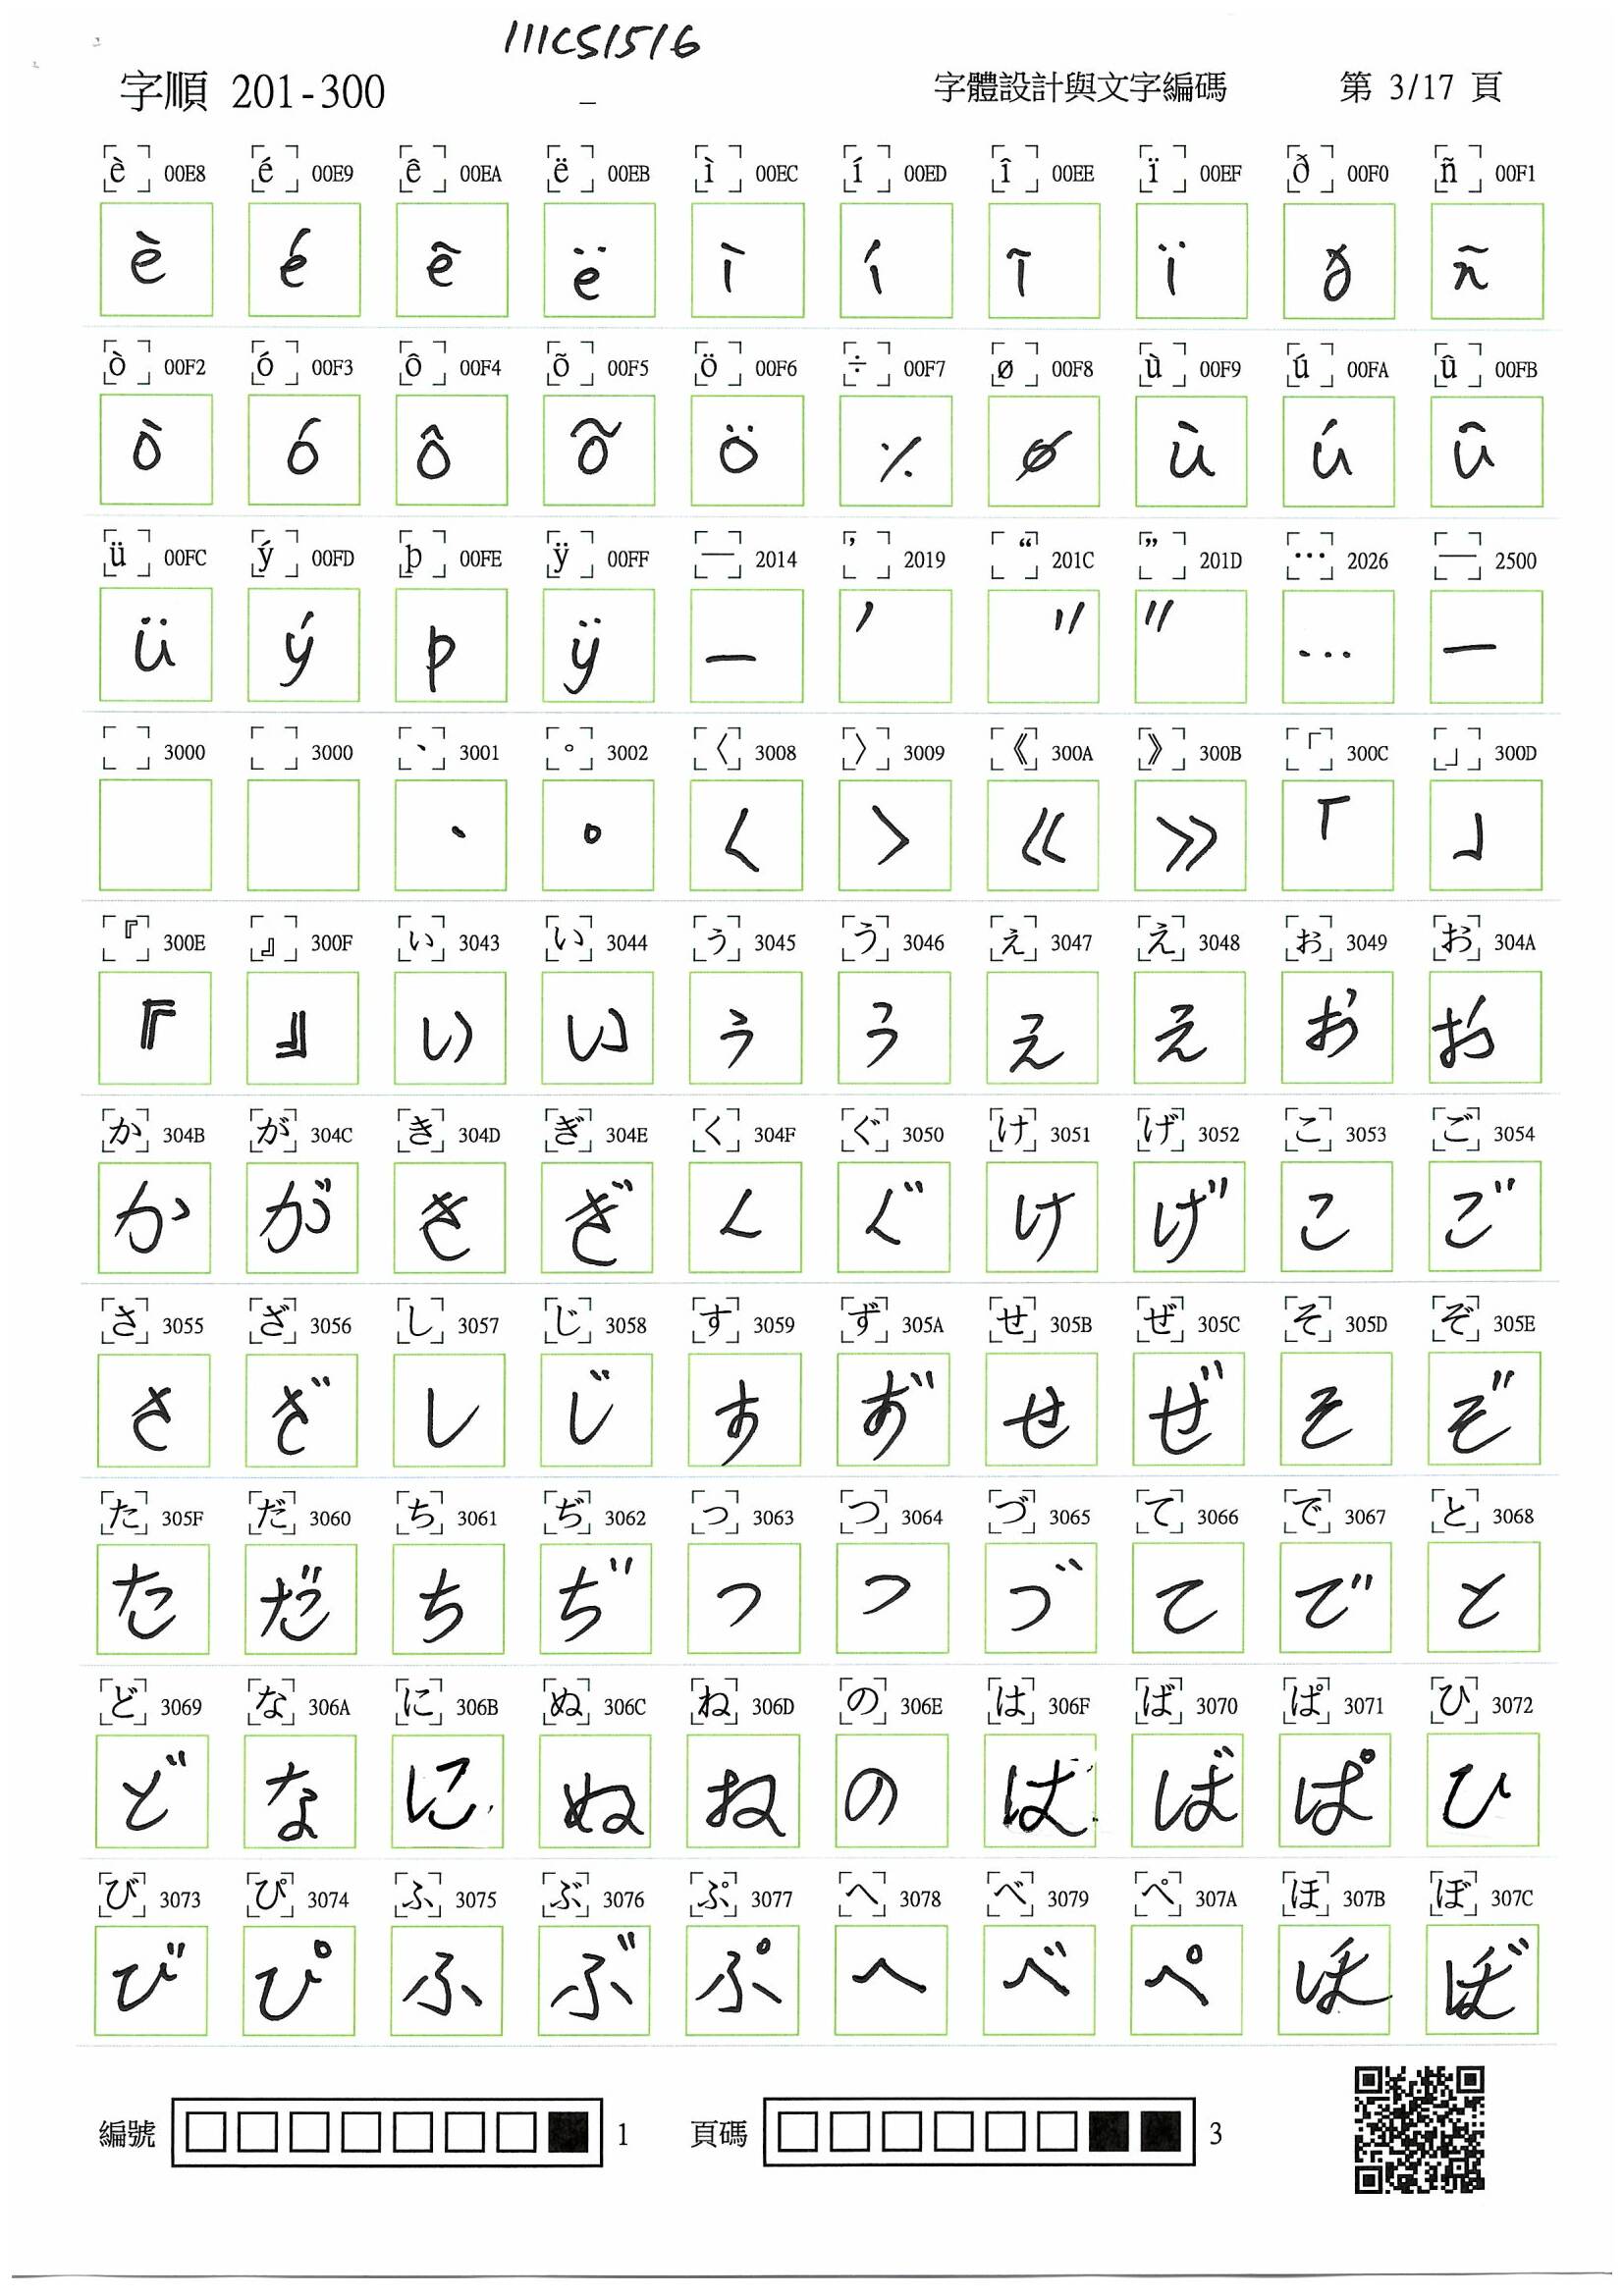 111C51516
字順 201-300 字體設計與文字編碼 第 3/17 頁
è 00E8 é 00E9 ê 00EA ë 00EB ì 00EC í 00ED î 00EE ï 00EF ð 00F0 ñ 00F1
è é ê ë ì í î ï ð ñ
ò 00F2 ó 00F3 ô 00F4 õ 00F5 ö 00F6 ÷ 00F7 ø 00F8 ù 00F9 ú 00FA û 00FB
ò ó ô õ ö ÷ ø ù ú û
ü 00FC ý 00FD þ 00FE ÿ 00FF — 2014 ’ 2019 “ 201C ” 201D … 2026 ─ 2500
ü ý þ ÿ — ’ “ ” … ─
3000 3000 、 3001 。 3002 〈 3008 〉 3009 《 300A 》 300B 「 300C 」 300D
、 。 〈 〉 《 》 「 」
『 300E 』 300F ぃ 3043 い 3044 ぅ 3045 う 3046 ぇ 3047 え 3048 ぉ 3049 お 304A
『 』 ぃ い ぅ う ぇ え ぉ お
か 304B が 304C き 304D ぎ 304E く 304F ぐ 3050 け 3051 げ 3052 こ 3053 ご 3054
か が き ぎ く ぐ け げ こ ご
さ 3055 ざ 3056 し 3057 じ 3058 す 3059 ず 305A せ 305B ぜ 305C そ 305D ぞ 305E
さ ざ し じ す ず せ ぜ そ ぞ
た 305F だ 3060 ち 3061 ぢ 3062 っ 3063 つ 3064 づ 3065 て 3066 で 3067 と 3068
た だ ち ぢ っ つ づ て で と
ど 3069 な 306A に 306B ぬ 306C ね 306D の 306E は 306F ば 3070 ぱ 3071 ひ 3072
ど な に ぬ ね の は ば ぱ ひ
び 3073 ぴ 3074 ふ 3075 ぶ 3076 ぷ 3077 へ 3078 べ 3079 ぺ 307A ほ 307B ぼ 307C
び ぴ ふ ぶ ぷ へ べ ぺ ほ ぼ
編號 1 頁碼 3